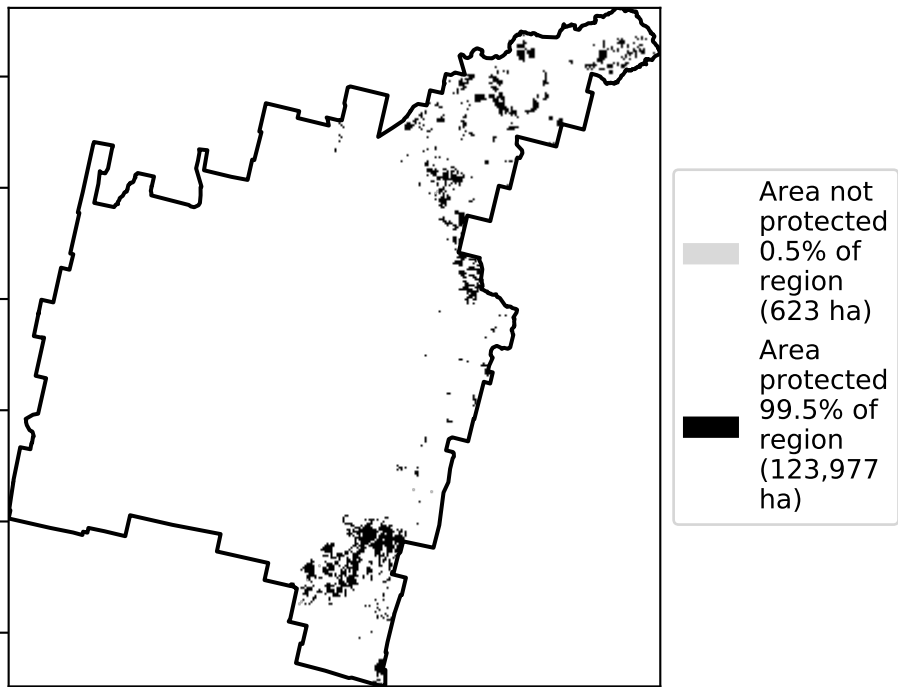 Area not
protected
0.5% of
region
(623 ha)
Area
protected
99.5% of
region
(123,977
ha)